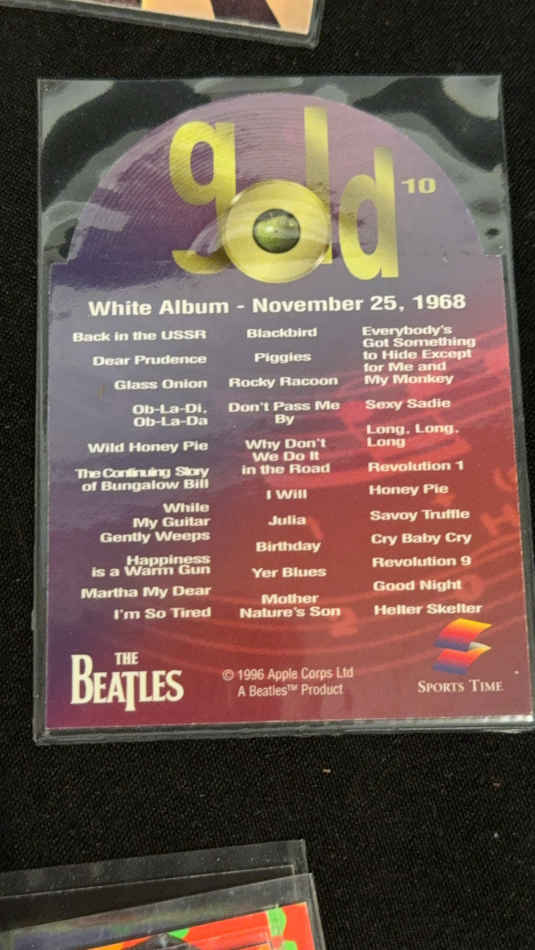 gold 10
White Album - November 25, 1968
Back in the USSR
Dear Prudence
Glass Onion
Ob-La-Di,
Ob-La-Da
Wild Honey Pie
The Continuing Story
of Bungalow Bill
While
My Guitar
Gently Weeps
Happiness
is a Warm Gun
Martha My Dear
I'm So Tired
Blackbird
Piggies
Rocky Racoon
Don't Pass Me
By
Why Don't
We Do It
in the Road
I Will
Julia
Birthday
Yer Blues
Mother
Nature's Son
Everybody's
Got Something
to Hide Except
for Me and
My Monkey
Sexy Sadie
Long, Long,
Long
Revolution 1
Honey Pie
Savoy Truffle
Cry Baby Cry
Revolution 9
Good Night
Helter Skelter
THE
BEATLES
© 1996 Apple Corps Ltd
A Beatles™ Product
SPORTS TIME